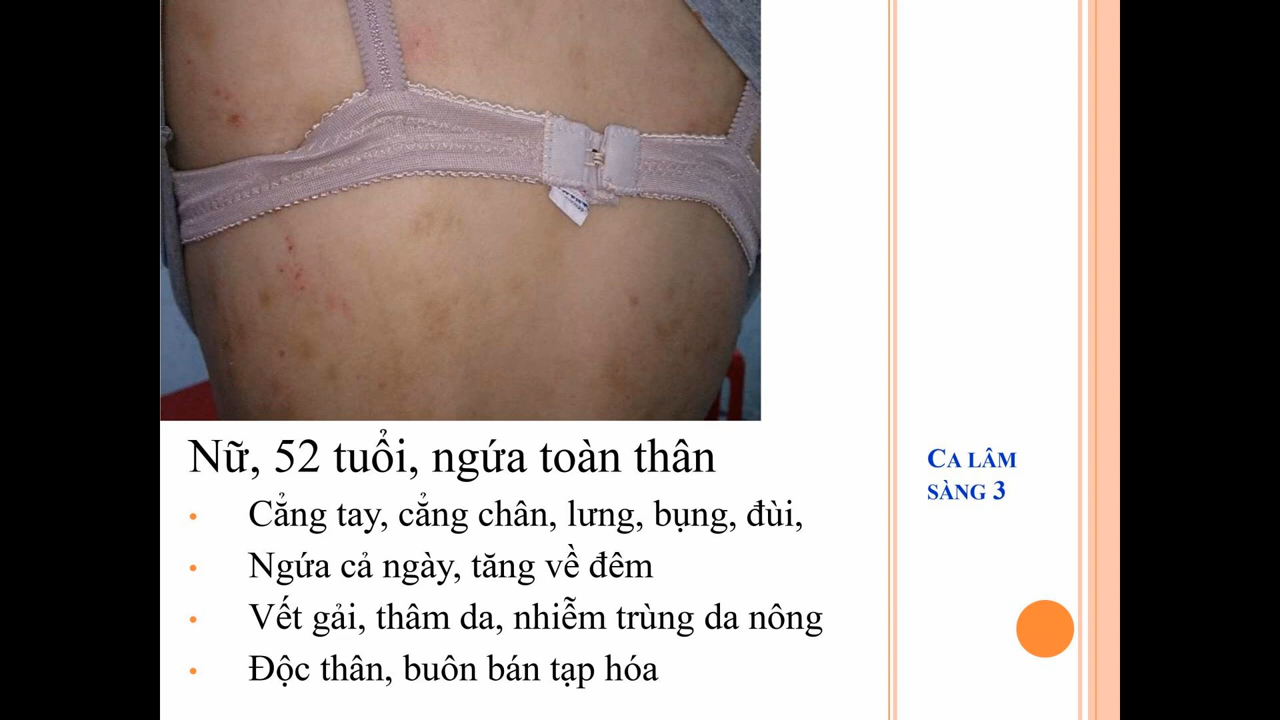 Nữ, 52 tuổi, ngứa toàn thân
• Cẳng tay, cẳng chân, lưng, bụng, đùi,
• Ngứa cả ngày, tăng về đêm
• Vết gải, thâm da, nhiễm trùng da nông
• Độc thân, buôn bán tạp hóa
CA LÂM
SÀNG 3